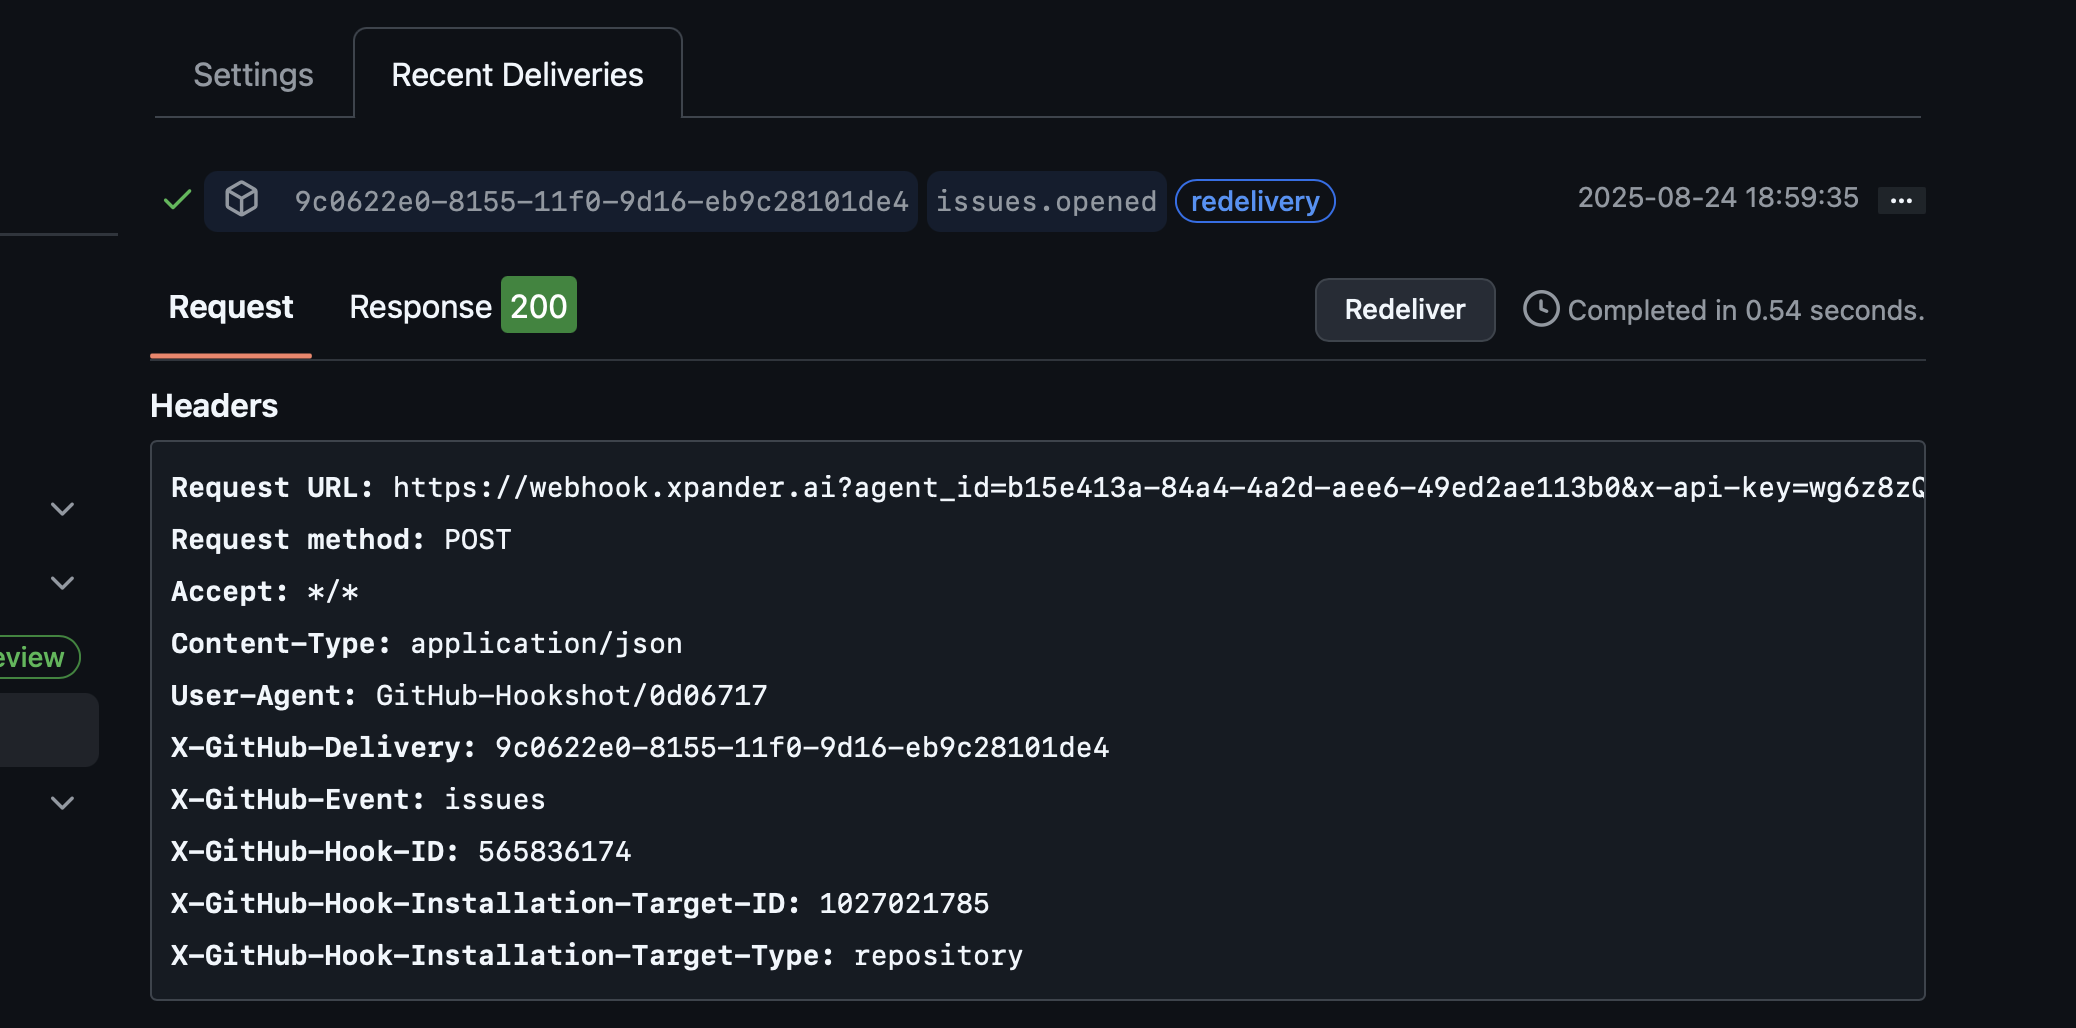 Settings
Recent Deliveries
9c0622e0-8155-11f0-9d16-eb9c28101de4 issues.opened redelivery 2025-08-24 18:59:35
Request Response 200 Redeliver Completed in 0.54 seconds.
Headers
Request URL: https://webhook.xpander.ai?agent_id=b15e413a-84a4-4a2d-aee6-49ed2ae113b0&x-api-key=wg6z8zQ
Request method: POST
Accept: */*
Content-Type: application/json
eview
User-Agent: GitHub-Hookshot/0d06717
X-GitHub-Delivery: 9c0622e0-8155-11f0-9d16-eb9c28101de4
X-GitHub-Event: issues
X-GitHub-Hook-ID: 565836174
X-GitHub-Hook-Installation-Target-ID: 1027021785
X-GitHub-Hook-Installation-Target-Type: repository